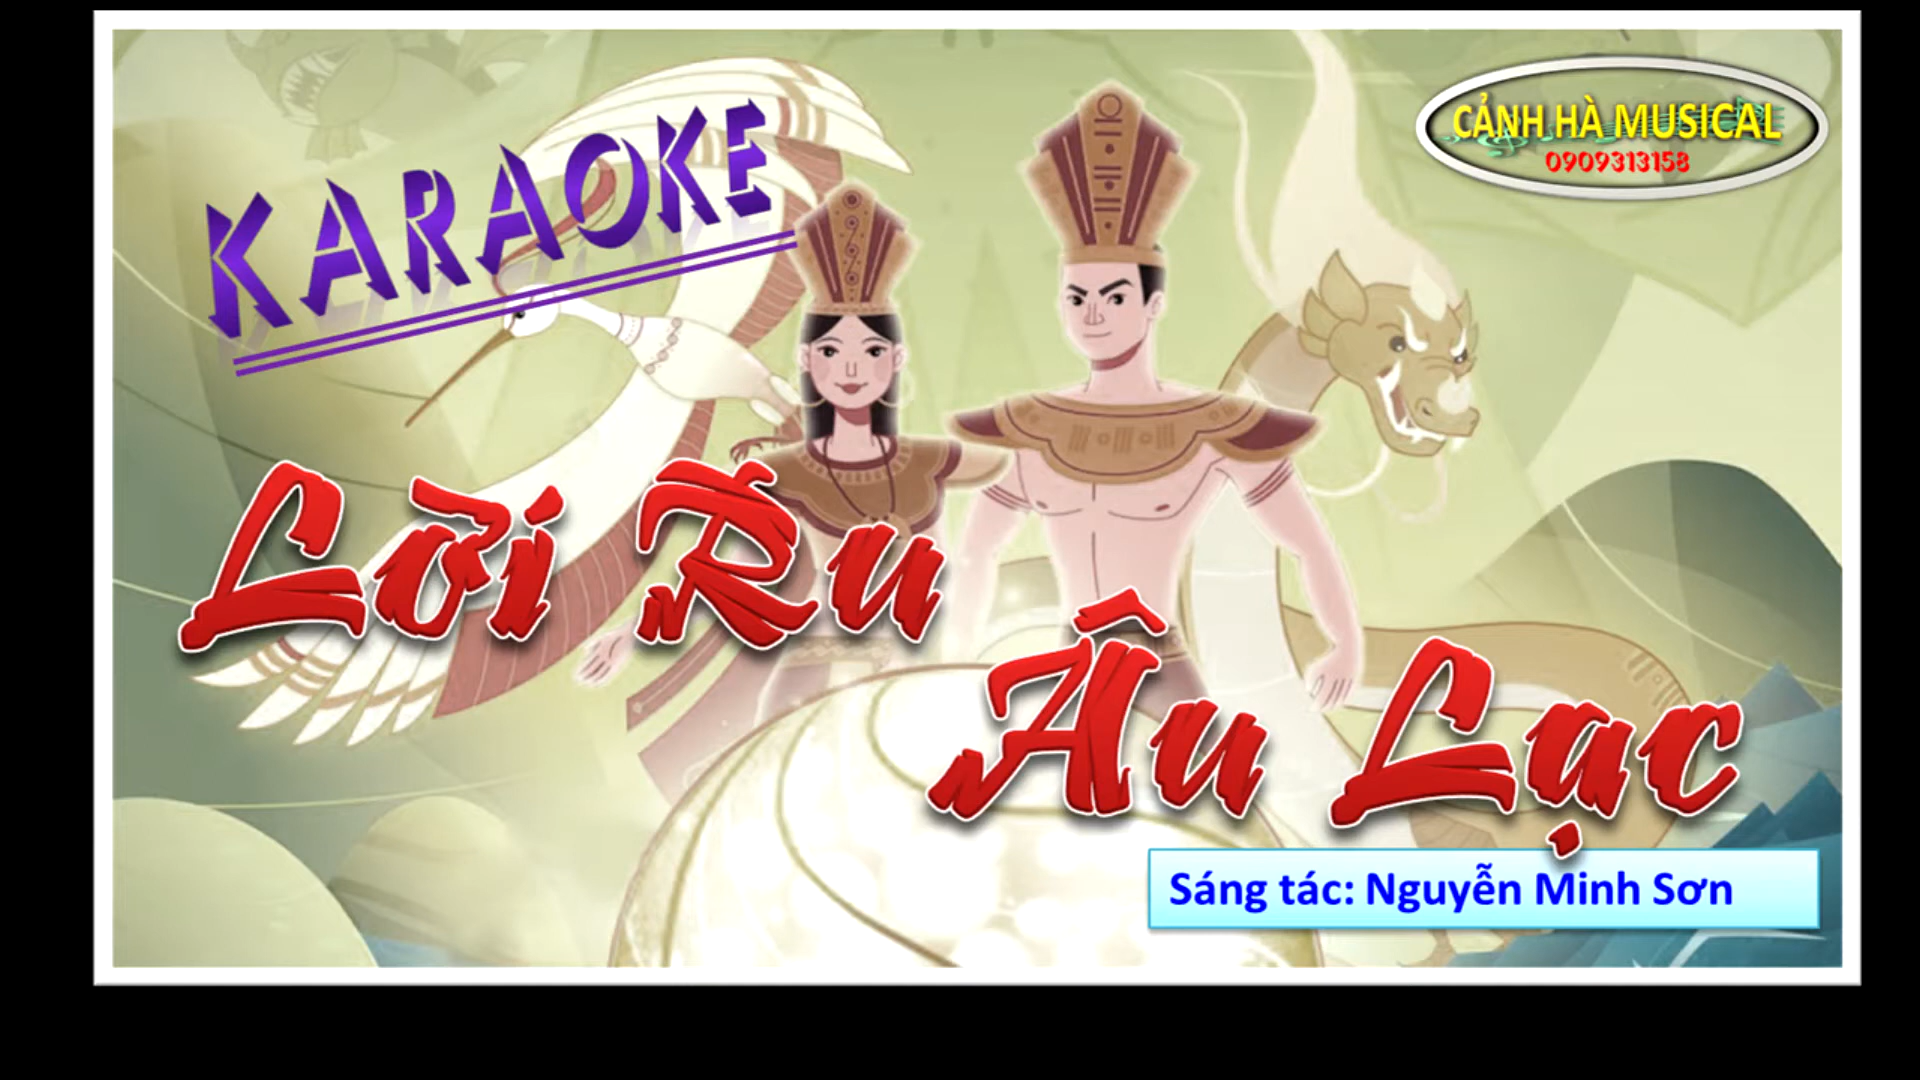 KARAOKE
CẢNH HÀ MUSICAL
0909313158
Lời Ru
Âu Lạc
Sáng tác: Nguyễn Minh Sơn